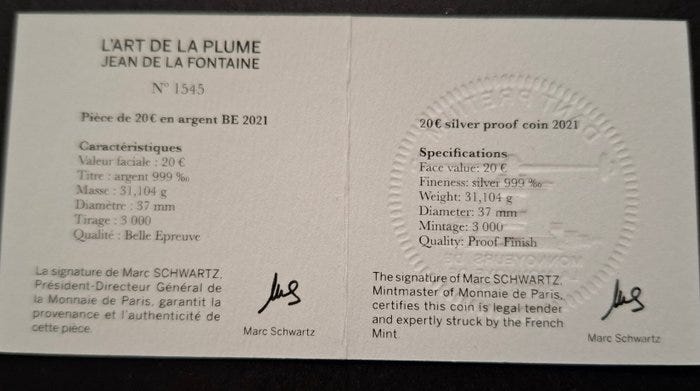 L'ART DE LA PLUME
JEAN DE LA FONTAINE
N° 1545
Pièce de 20€ en argent BE 2021
Caractéristiques
Valeur faciale : 20 €
Titre : argent 999 ‰
Masse : 31,104 g
Diamètre : 37 mm
Tirage : 3 000
Qualité : Belle Epreuve
La signature de Marc SCHWARTZ,
Président-Directeur Général de
la Monnaie de Paris, garantit la
provenance et l'authenticité de
cette pièce.
Marc Schwartz
20€ silver proof coin 2021
Specifications
Face value: 20 €
Fineness: silver 999 ‰
Weight: 31,104 g
Diameter: 37 mm
Mintage: 3 000
Quality: Proof Finish
The signature of Marc SCHWARTZ,
Mintmaster of Monnaie de Paris,
certifies this coin is legal tender
and expertly struck by the French
Mint
Marc Schwartz